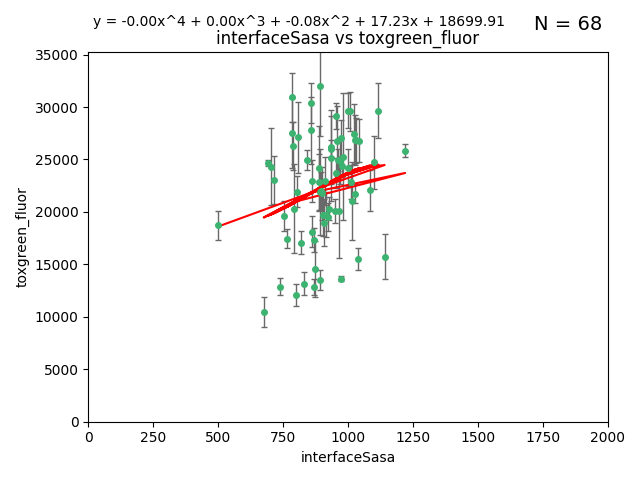 y = -0.00x^4 + 0.00x^3 + -0.08x^2 + 17.23x + 18699.91
N = 68
interfaceSasa vs toxgreen_fluor
35000
30000
25000
20000
15000
10000
5000
0
toxgreen_fluor
0 250 500 750 1000 1250 1500 1750 2000
interfaceSasa